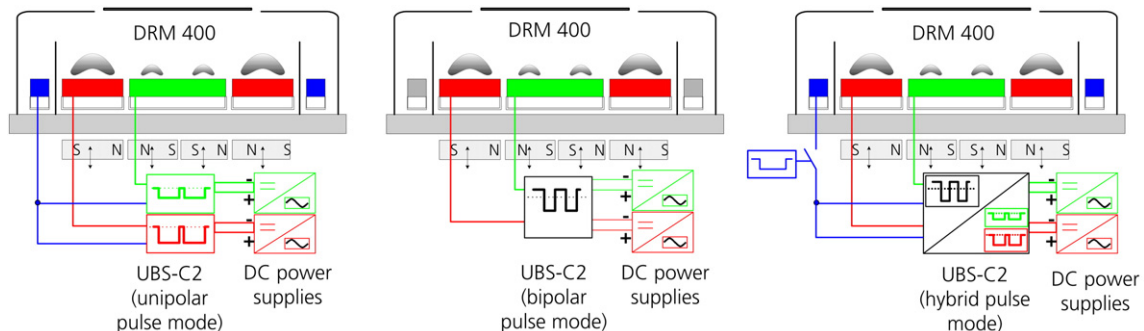 DRM 400
DRM 400
DRM 400
S N N S S N N S
S N N S S N N S
S N N S S N N S
- +
- +
- +
- +
- +
- +
UBS-C2
(unipolar
pulse mode)
DC power
supplies
UBS-C2
(bipolar
pulse mode)
DC power
supplies
UBS-C2
(hybrid pulse
mode)
DC power
supplies